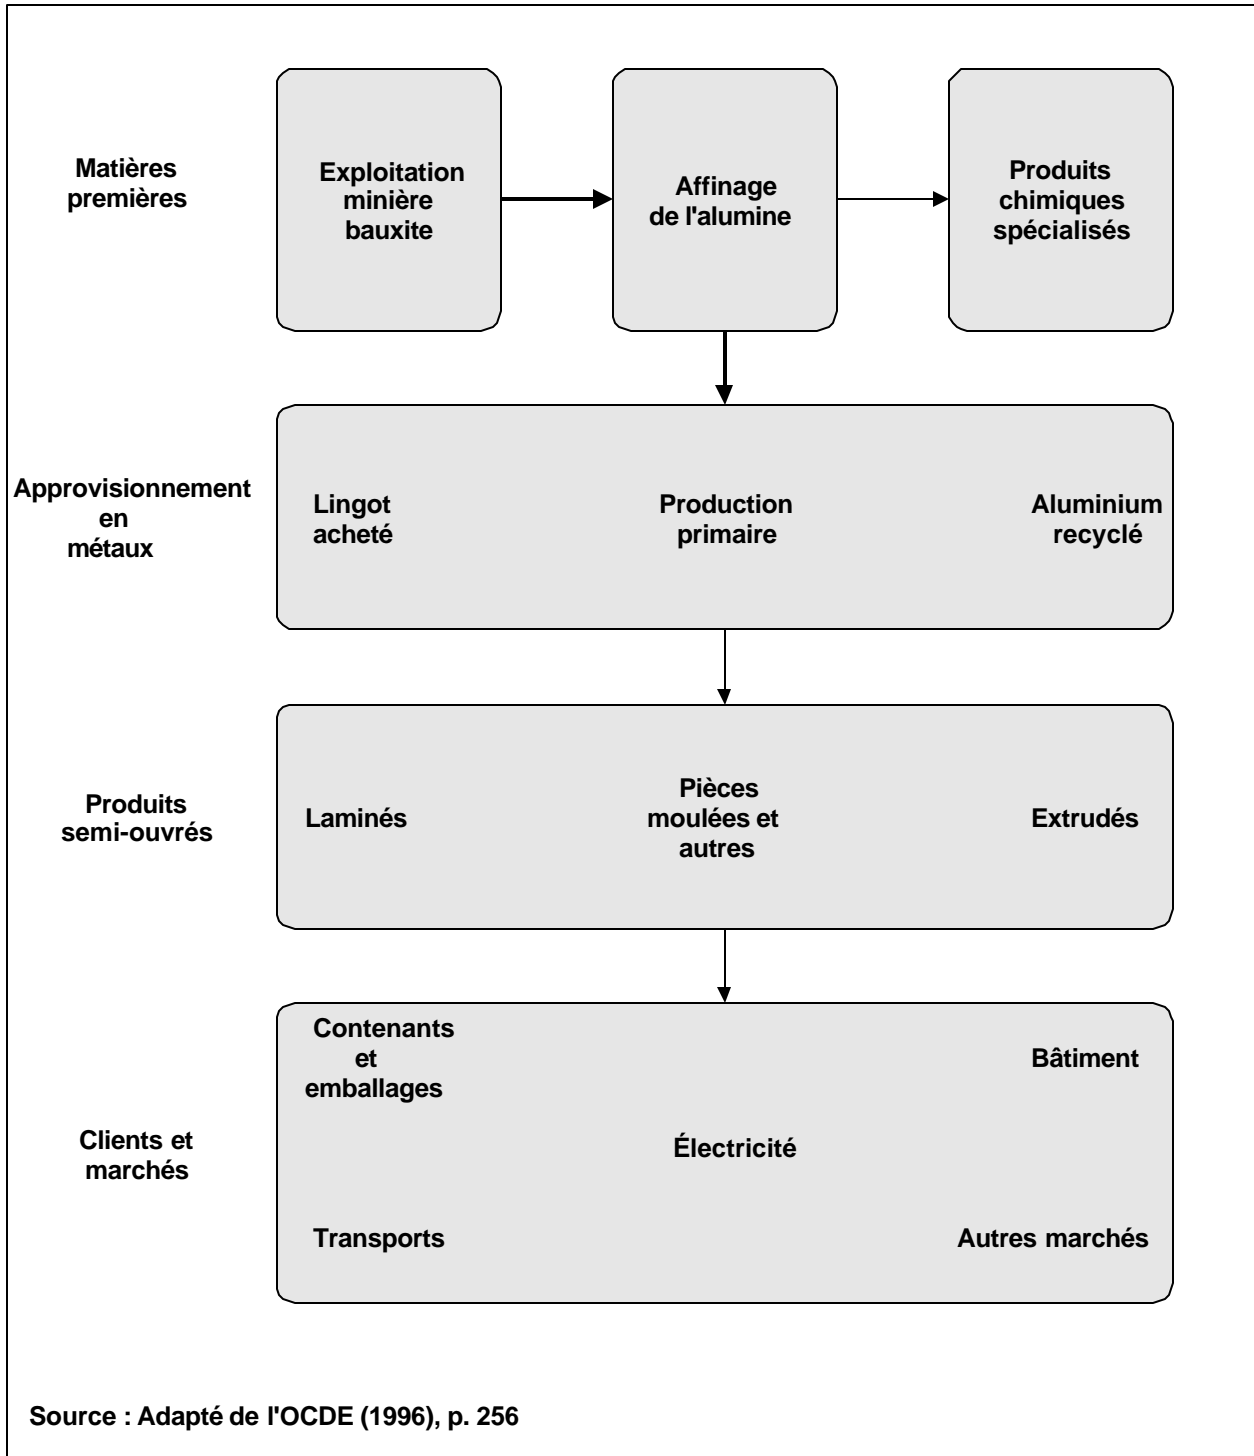 Matières
premières
Exploitation
minière
bauxite
Affinage
de l'alumine
Produits
chimiques
spécialisés
Approvisionnement
en
métaux
Lingot
acheté
Production
primaire
Aluminium
recyclé
Produits
semi-ouvrés
Laminés
Pièces
moulées et
autres
Extrudés
Clients et
marchés
Contenants
et
emballages
Bâtiment
Électricité
Transports
Autres marchés
Source : Adapté de l'OCDE (1996), p. 256